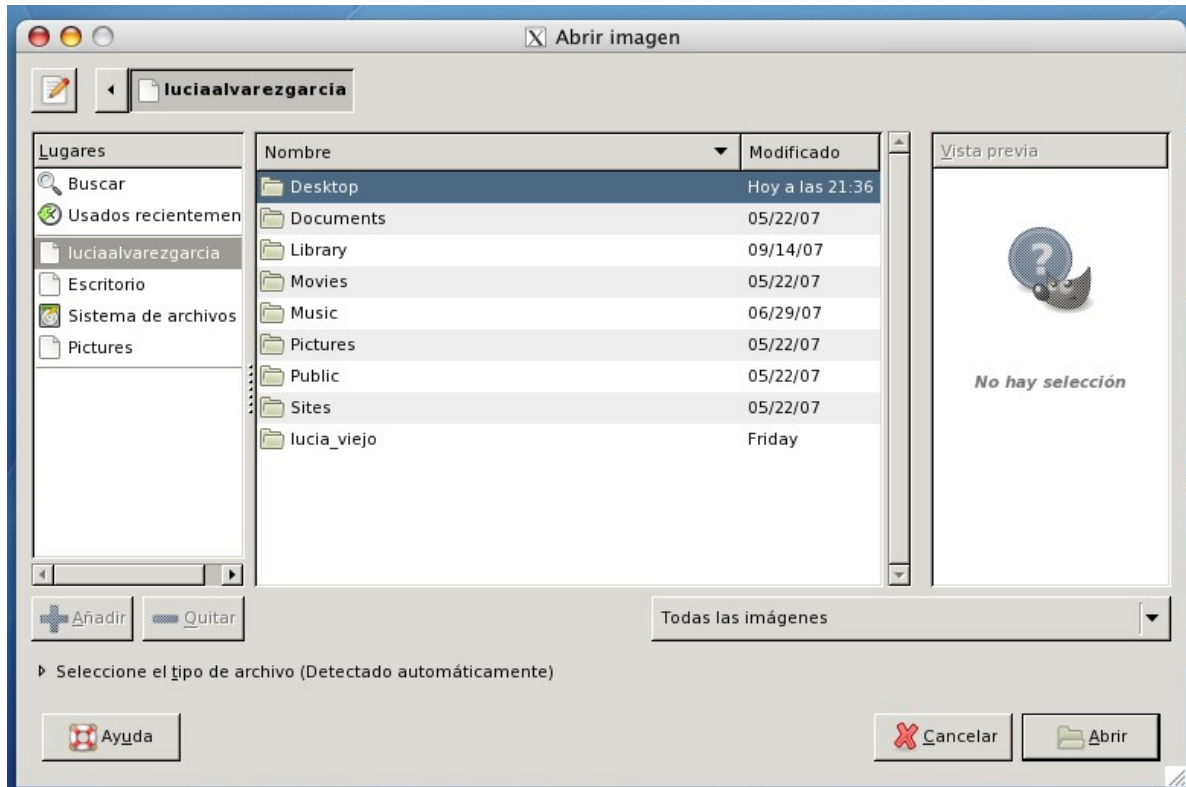 Abrir imagen
luciaalvarezgarcia
Lugares
Buscar
Usados recientemen
luciaalvarezgarcia
Escritorio
Sistema de archivos
Pictures
Nombre Modificado
Desktop Hoy a las 21:36
Documents 05/22/07
Library 09/14/07
Movies 05/22/07
Music 06/29/07
Pictures 05/22/07
Public 05/22/07
Sites 05/22/07
lucia_viejo Friday
Vista previa
?
No hay selección
Añadir Quitar
Todas las imágenes
Seleccione el tipo de archivo (Detectado automáticamente)
Ayuda Cancelar Abrir